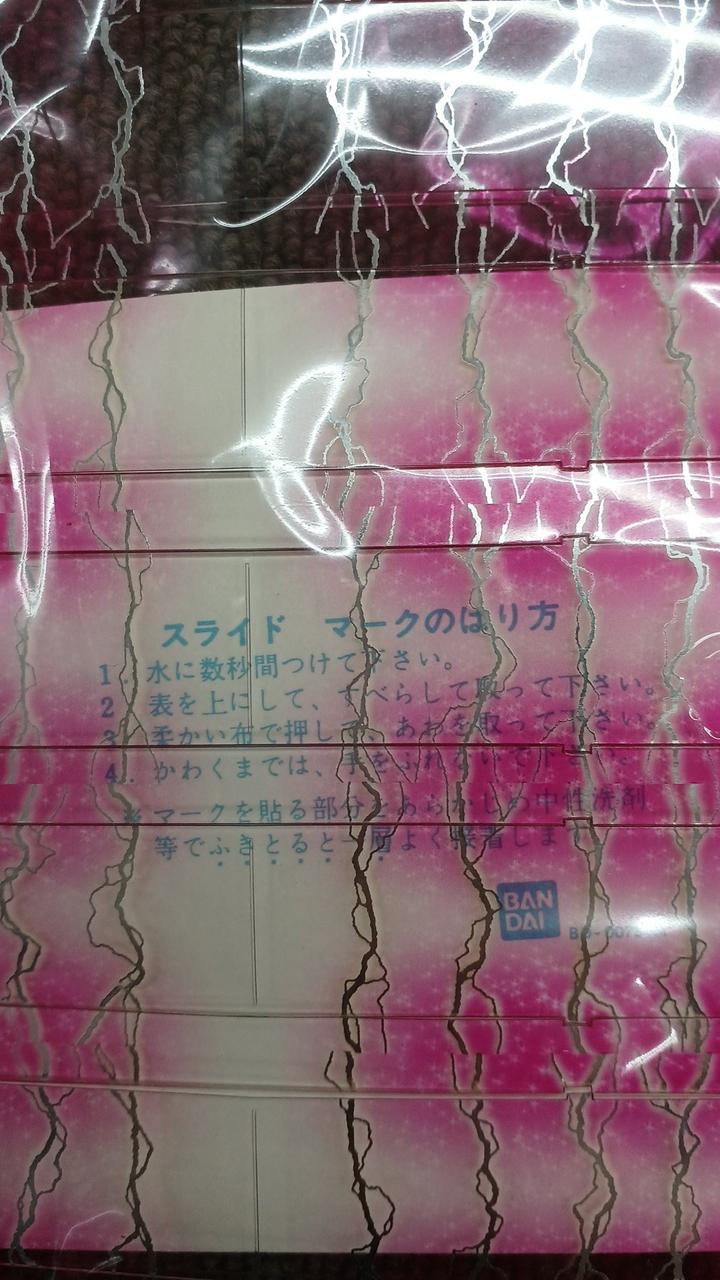 スライド マークのはり方
1. 水に数秒間つけて下さい。
2 表を上にして、すべらして取って下さい。
3. 柔かい布で押して、あわを取って下さい。
4. かわくまでは、手をふれないで下さい。
※ マークを貼る部分をあらかじめ中性洗剤
等でふきとると一層よく接着します
BAN
DAI